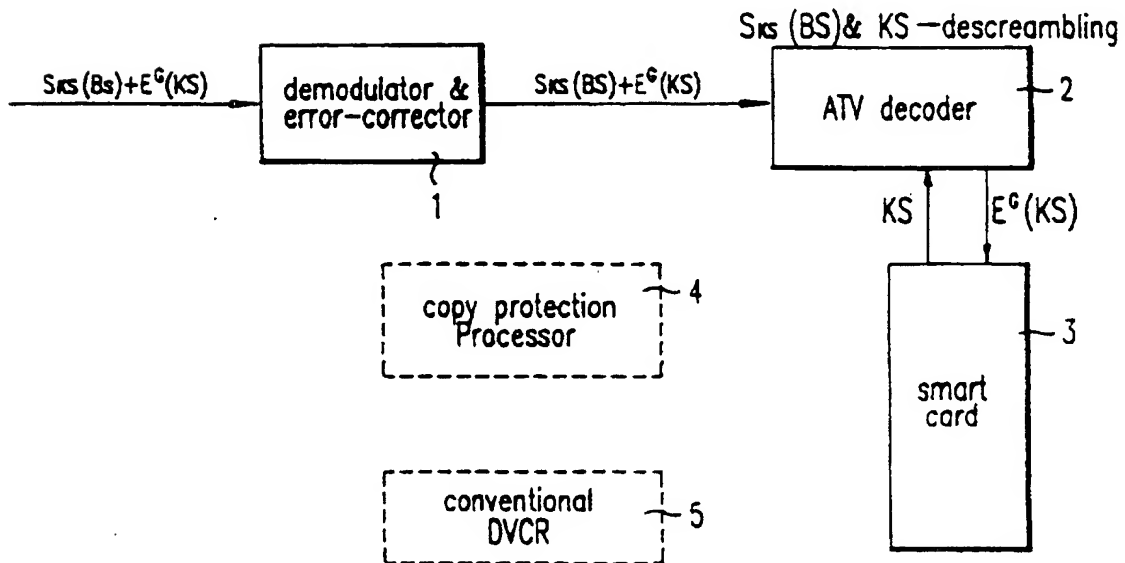 SKS (BS) & KS – descreambling
SKS (BS)+E^G (KS)
demodulator &
error-corrector
1
SKS (BS)+E^G (KS)
ATV decoder
2
KS
E^G (KS)
copy protection
Processor
4
smart
card
3
conventional
DVCR
5